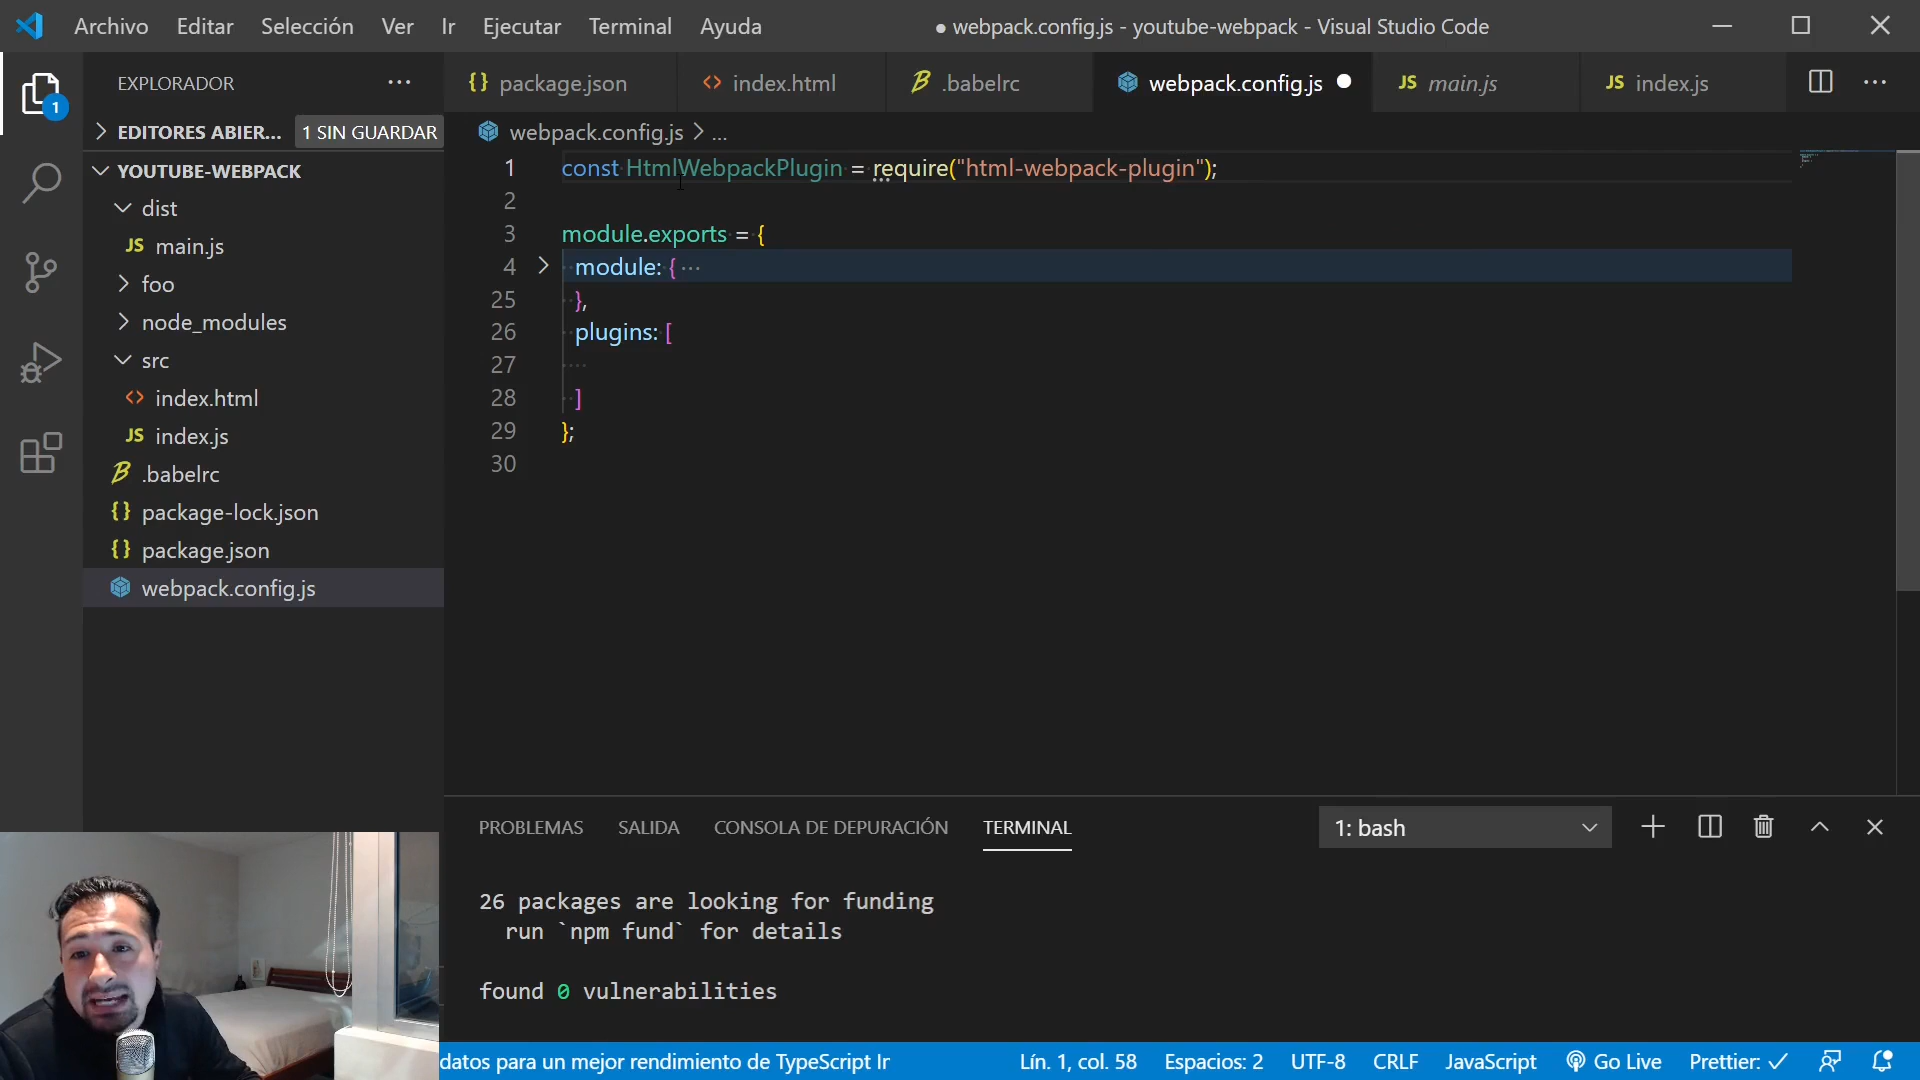 Archivo Editar Selección Ver Ir Ejecutar Terminal Ayuda
● webpack.config.js - youtube-webpack - Visual Studio Code
EXPLORADOR
EDITORES ABIER... 1 SIN GUARDAR
YOUTUBE-WEBPACK
dist
JS main.js
foo
node_modules
src
<> index.html
JS index.js
.babelrc
{} package-lock.json
{} package.json
webpack.config.js
1
{} package.json <> index.html .babelrc webpack.config.js ● JS main.js JS index.js
webpack.config.js > ...
1 const HtmlWebpackPlugin = require("html-webpack-plugin");
2
3 module.exports = {
4 module: { ...
25 },
26 plugins: [
27
28 ]
29 };
30
PROBLEMAS SALIDA CONSOLA DE DEPURACIÓN TERMINAL 1: bash
26 packages are looking for funding
run `npm fund` for details
found 0 vulnerabilities
datos para un mejor rendimiento de TypeScript Ir Lín. 1, col. 58 Espacios: 2 UTF-8 CRLF JavaScript Go Live Prettier: ✓